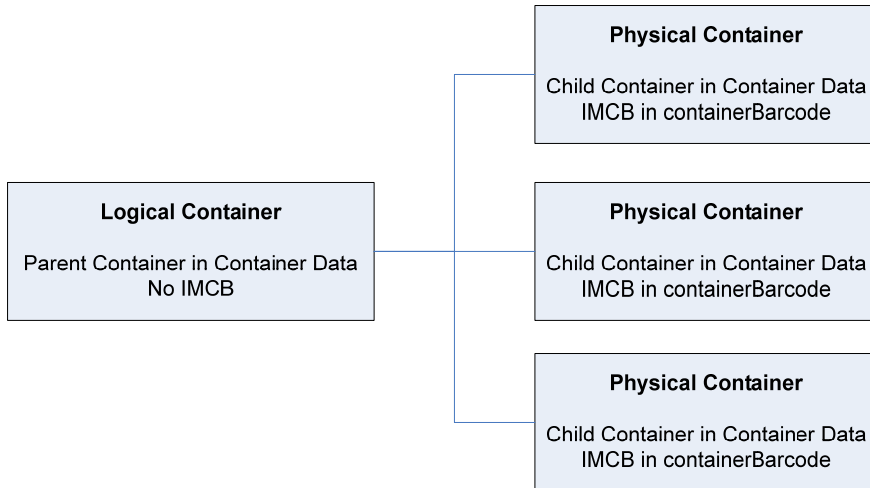 Physical Container
Child Container in Container Data
IMCB in containerBarcode
Logical Container
Parent Container in Container Data
No IMCB
Physical Container
Child Container in Container Data
IMCB in containerBarcode
Physical Container
Child Container in Container Data
IMCB in containerBarcode